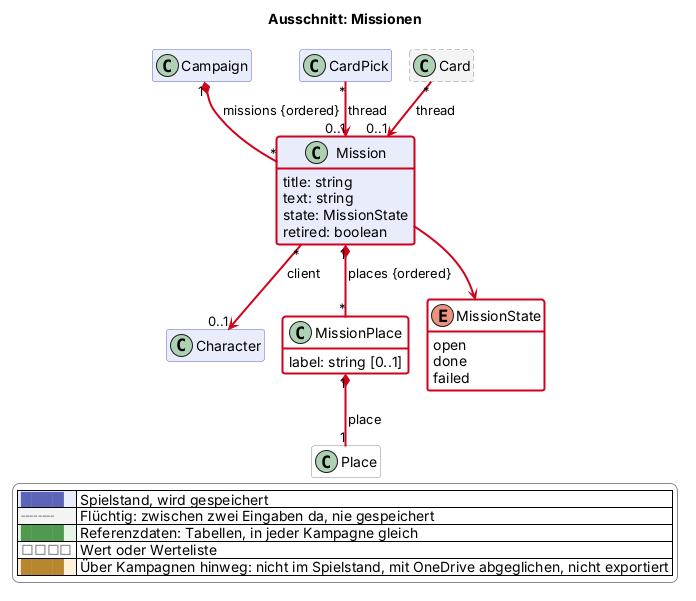 Ausschnitt: Missionen
C Campaign
C CardPick
C Card
1
*
*
missions {ordered}
thread
thread
*
0..1
0..1
C Mission
title: string
text: string
state: MissionState
retired: boolean
*
1
client
places {ordered}
0..1
*
C Character
C MissionPlace
label: string [0..1]
E MissionState
open
done
failed
1
place
1
C Place
Spielstand, wird gespeichert
Flüchtig: zwischen zwei Eingaben da, nie gespeichert
Referenzdaten: Tabellen, in jeder Kampagne gleich
Wert oder Werteliste
Über Kampagnen hinweg: nicht im Spielstand, mit OneDrive abgeglichen, nicht exportiert